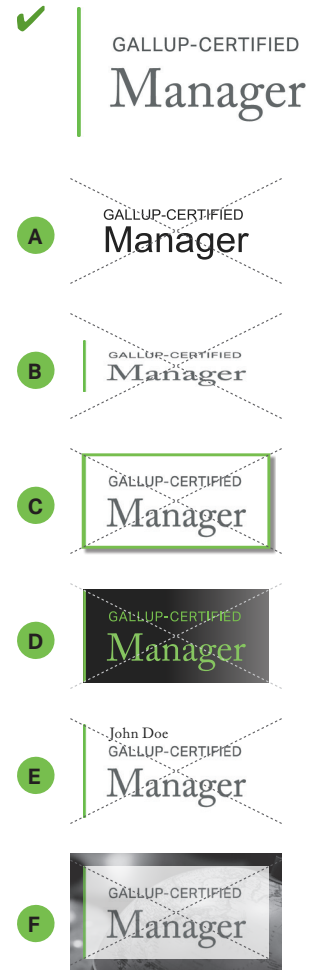 GALLUP-CERTIFIED
Manager
A
GALLUP-CERTIFIED
Manager
B
GALLUP-CERTIFIED
Manager
C
GALLUP-CERTIFIED
Manager
D
GALLUP-CERTIFIED
Manager
E
John Doe
GALLUP-CERTIFIED
Manager
F
GALLUP-CERTIFIED
Manager